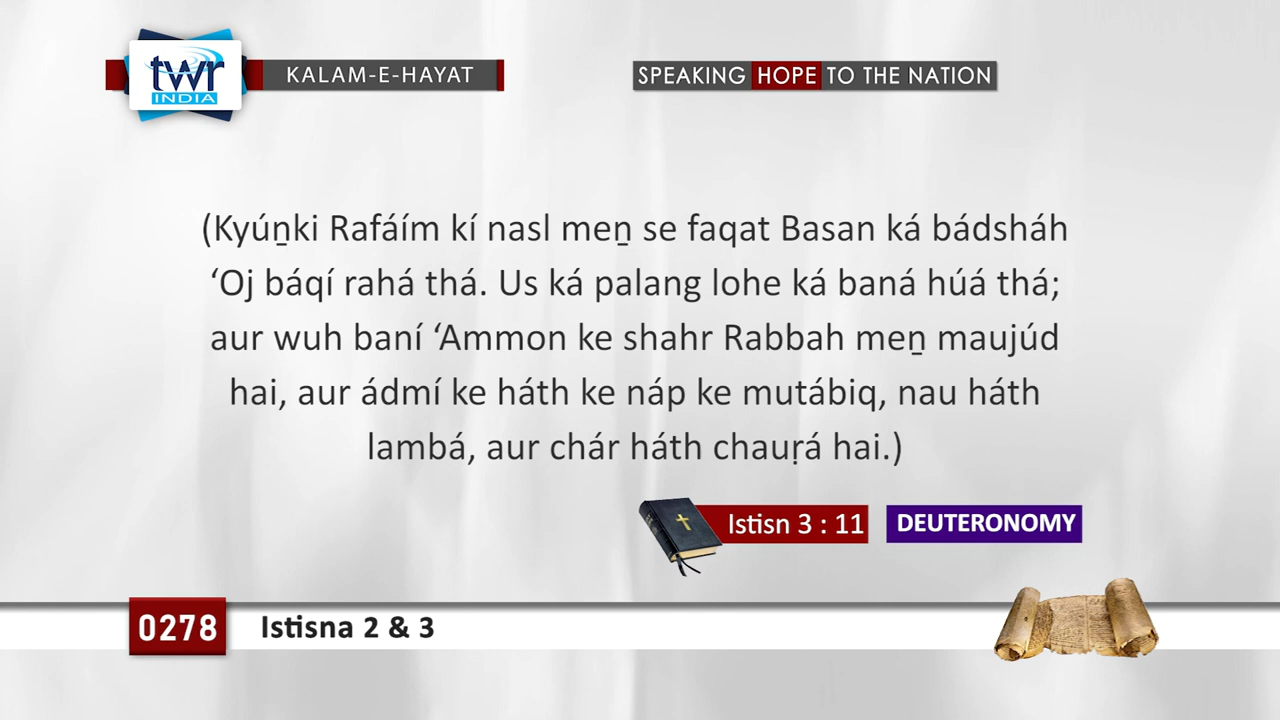 twr
INDIA
KALAM-E-HAYAT
SPEAKING HOPE TO THE NATION
(Kyúṉki Rafáím kí nasl meṉ se faqat Basan ká bádsháh
‘Oj báqí rahá thá. Us ká palang lohe ká baná húá thá;
aur wuh baní ‘Ammon ke shahr Rabbah meṉ maujúd
hai, aur ádmí ke háth ke náp ke mutábiq, nau háth
lambá, aur chár háth chauṛá hai.)
Istisn 3 : 11
DEUTERONOMY
0278
Istisna 2 & 3